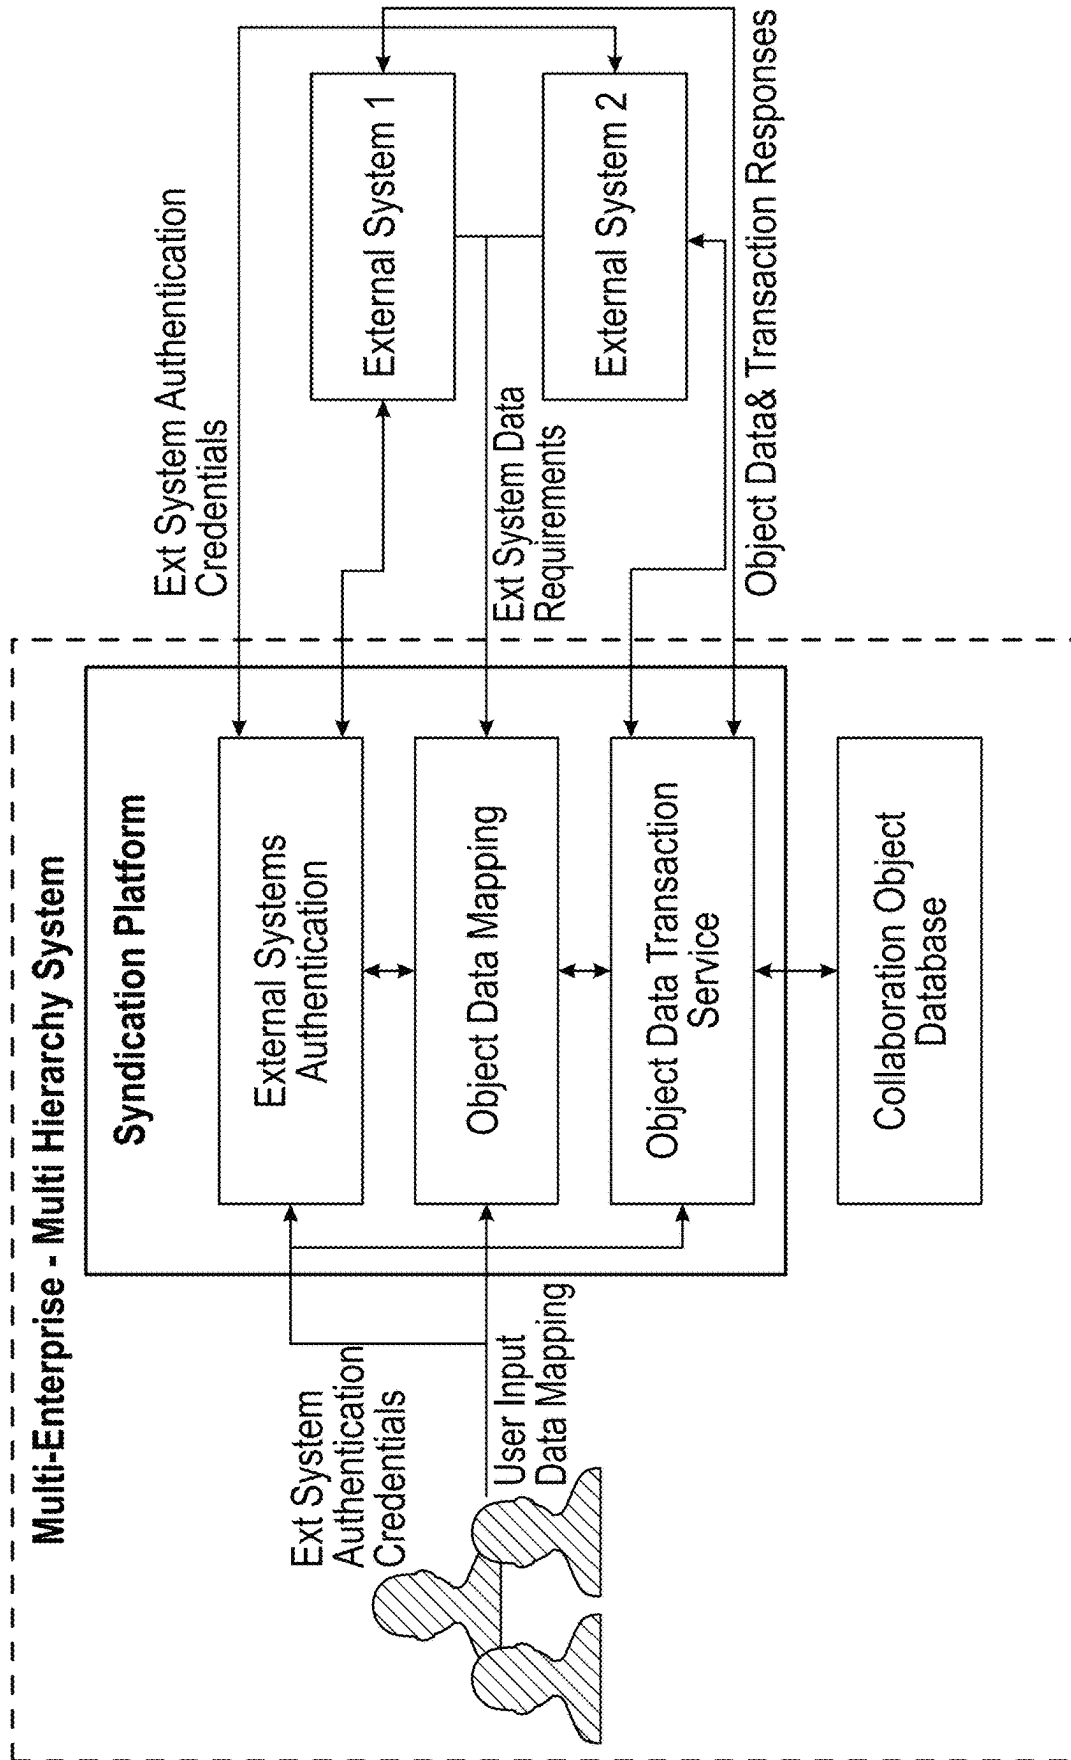 Multi-Enterprise - Multi Hierarchy System
Syndication Platform
Ext System
Authentication
Credentials
User Input
Data Mapping
External Systems
Authentication
Object Data Mapping
Object Data Transaction
Service
Collaboration Object
Database
Ext System Authentication
Credentials
Ext System Data
Requirements
External System 1
External System 2
Object Data& Transaction Responses